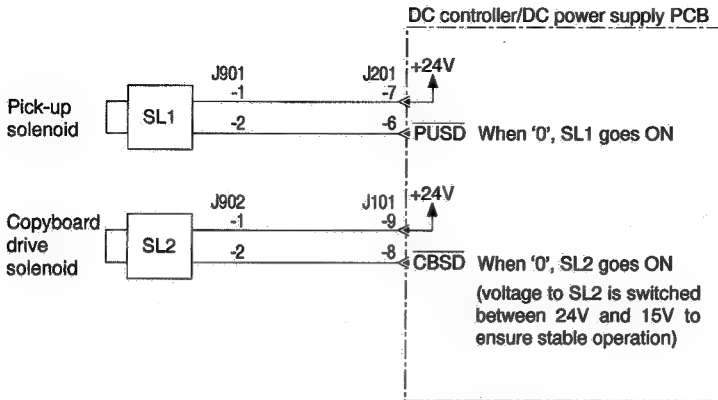 DC controller/DC power supply PCB
J901
J201
+24V
-1
-7
Pick-up
solenoid
SL1
-2
-6
PUSD When '0', SL1 goes ON
J902
J101
+24V
-1
-9
Copyboard
drive
solenoid
SL2
-2
-8
CBSD When '0', SL2 goes ON
(voltage to SL2 is switched
between 24V and 15V to
ensure stable operation)